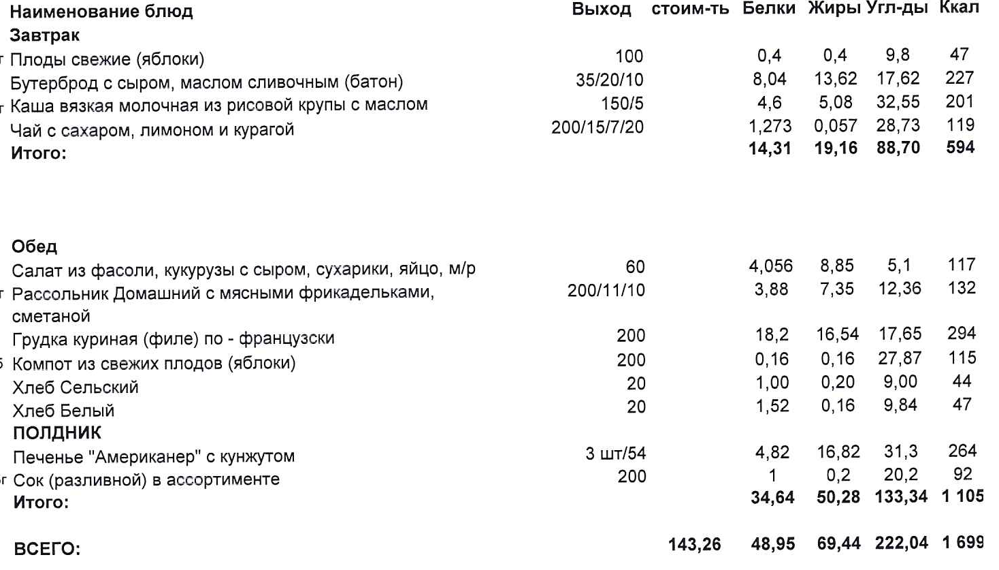 Наименование блюд Выход стоим-ть Белки Жиры Угл-ды Ккал
Завтрак
г Плоды свежие (яблоки) 100 0,4 0,4 9,8 47
Бутерброд с сыром, маслом сливочным (батон) 35/20/10 8,04 13,62 17,62 227
г Каша вязкая молочная из рисовой крупы с маслом 150/5 4,6 5,08 32,55 201
Чай с сахаром, лимоном и курагой 200/15/7/20 1,273 0,057 28,73 119
Итого: 14,31 19,16 88,70 594
Обед
Салат из фасоли, кукурузы с сыром, сухарики, яйцо, м/р 60 4,056 8,85 5,1 117
г Рассольник Домашний с мясными фрикадельками, 200/11/10 3,88 7,35 12,36 132
сметаной
Грудка куриная (филе) по - французски 200 18,2 16,54 17,65 294
Компот из свежих плодов (яблоки) 200 0,16 0,16 27,87 115
Хлеб Сельский 20 1,00 0,20 9,00 44
Хлеб Белый 20 1,52 0,16 9,84 47
ПОЛДНИК
Печенье "Американер" с кунжутом 3 шт/54 4,82 16,82 31,3 264
г Сок (разливной) в ассортименте 200 1 0,2 20,2 92
Итого: 34,64 50,28 133,34 1 105
ВСЕГО: 143,26 48,95 69,44 222,04 1 699